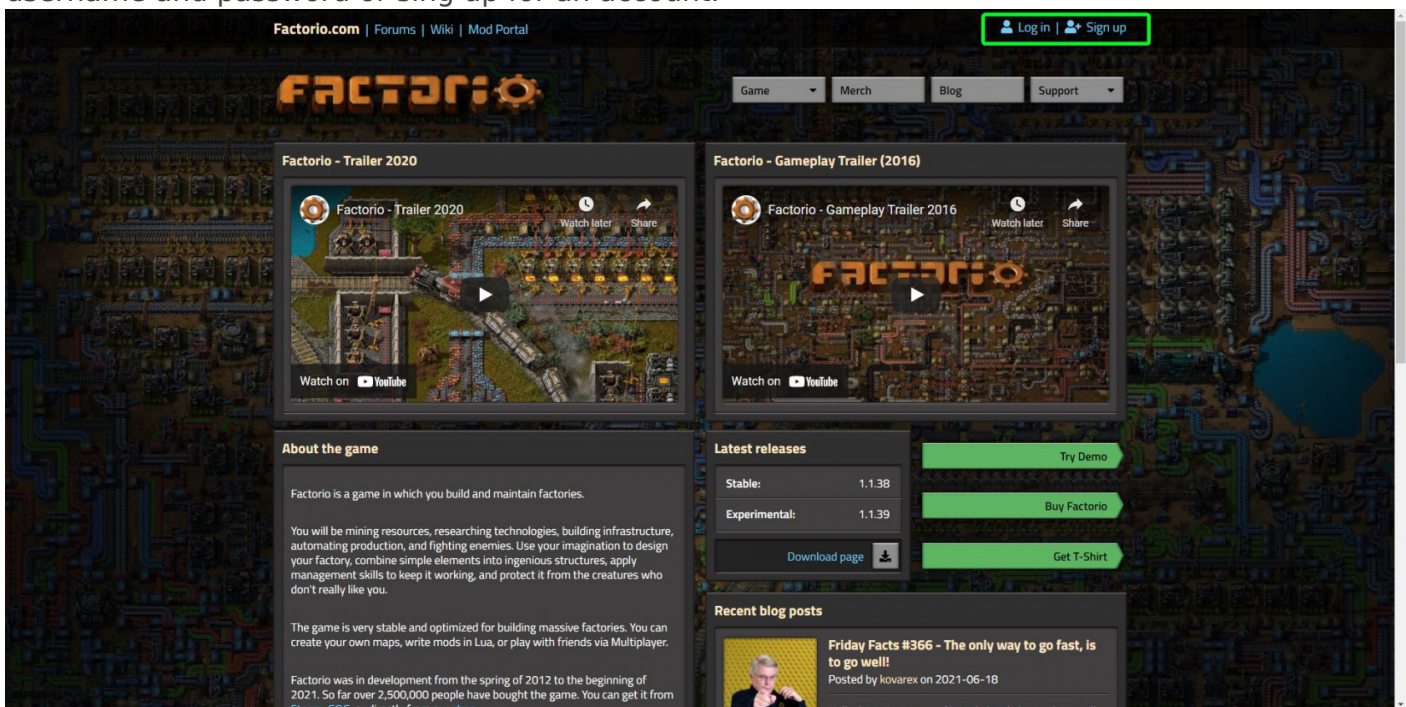 username and password or sing up for an account.
Factorio.com | Forums | Wiki | Mod Portal
Log in | Sign up
FACTORIO
Game
Merch
Blog
Support
Factorio - Trailer 2020
Factorio - Trailer 2020
Watch later
Share
Watch on YouTube
Factorio - Gameplay Trailer (2016)
Factorio - Gameplay Trailer 2016
Watch later
Share
FACTORIO
Watch on YouTube
About the game
Factorio is a game in which you build and maintain factories.
You will be mining resources, researching technologies, building infrastructure,
automating production, and fighting enemies. Use your imagination to design
your factory, combine simple elements into ingenious structures, apply
management skills to keep it working, and protect it from the creatures who
don't really like you.
The game is very stable and optimized for building massive factories. You can
create your own maps, write mods in Lua, or play with friends via Multiplayer.
Factorio was in development from the spring of 2012 to the beginning of
2021. So far over 2,500,000 people have bought the game. You can get it from
Latest releases
Stable: 1.1.38
Experimental: 1.1.39
Download page
Try Demo
Buy Factorio
Get T-Shirt
Recent blog posts
Friday Facts #366 - The only way to go fast, is
to go well!
Posted by kovarex on 2021-06-18